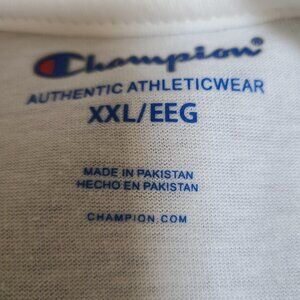 Champion®
AUTHENTIC ATHLETICWEAR
XXL/EEG
MADE IN PAKISTAN
HECHO EN PAKISTAN
CHAMPION.COM